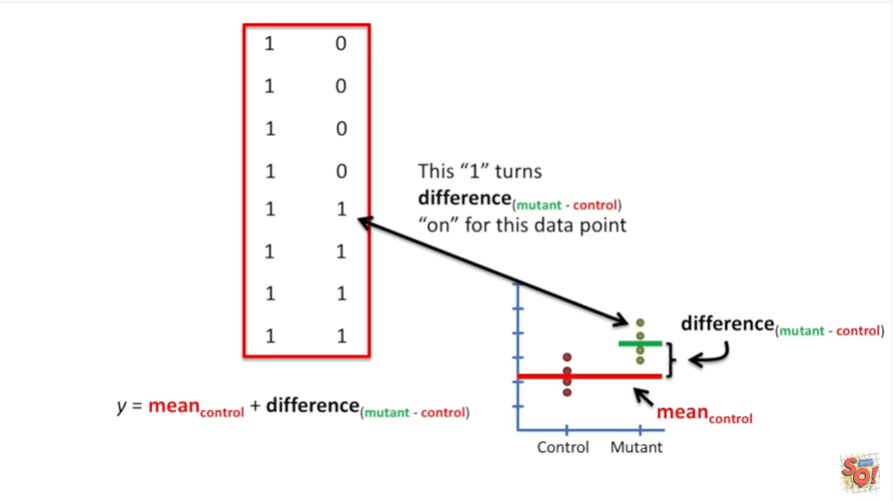 1 0
1 0
1 0
1 0
1 1
1 1
1 1
1 1
This “1” turns
difference(mutant - control)
“on” for this data point
difference(mutant - control)
y = meancontrol + difference(mutant - control)
meancontrol
Control Mutant
SO!